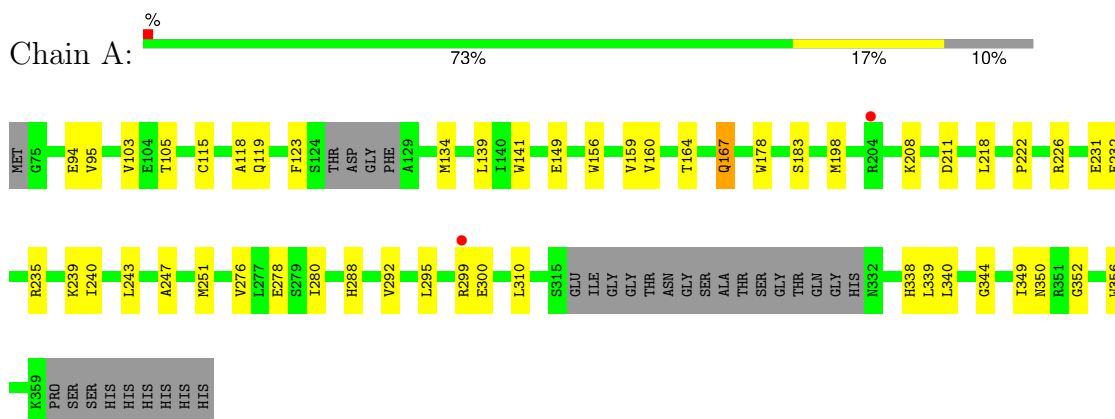 %
Chain A:
73% 17% 10%
MET G75 E94 V95 V103 E104 T105 C115 A118 Q119 F123 S124 THR ASP GLY PHE A129 M134 L139 I140 W141 E149 W156 V159 V160 T164 Q167 W178 S183 M198 R204 K208 D211 L218 P222 R226 E231
R235 K239 I240 L243 A247 M251 V276 L277 E278 S279 I280 H288 V292 L295 R299 E300 L310 S315 GLU ILE GLY GLY THR ASN GLY SER ALA THR SER GLY THR GLN GLY HIS N332 H338 L339 L340 G344 I349 N350 R351 G352
K359 PRO SER SER HIS HIS HIS HIS HIS HIS